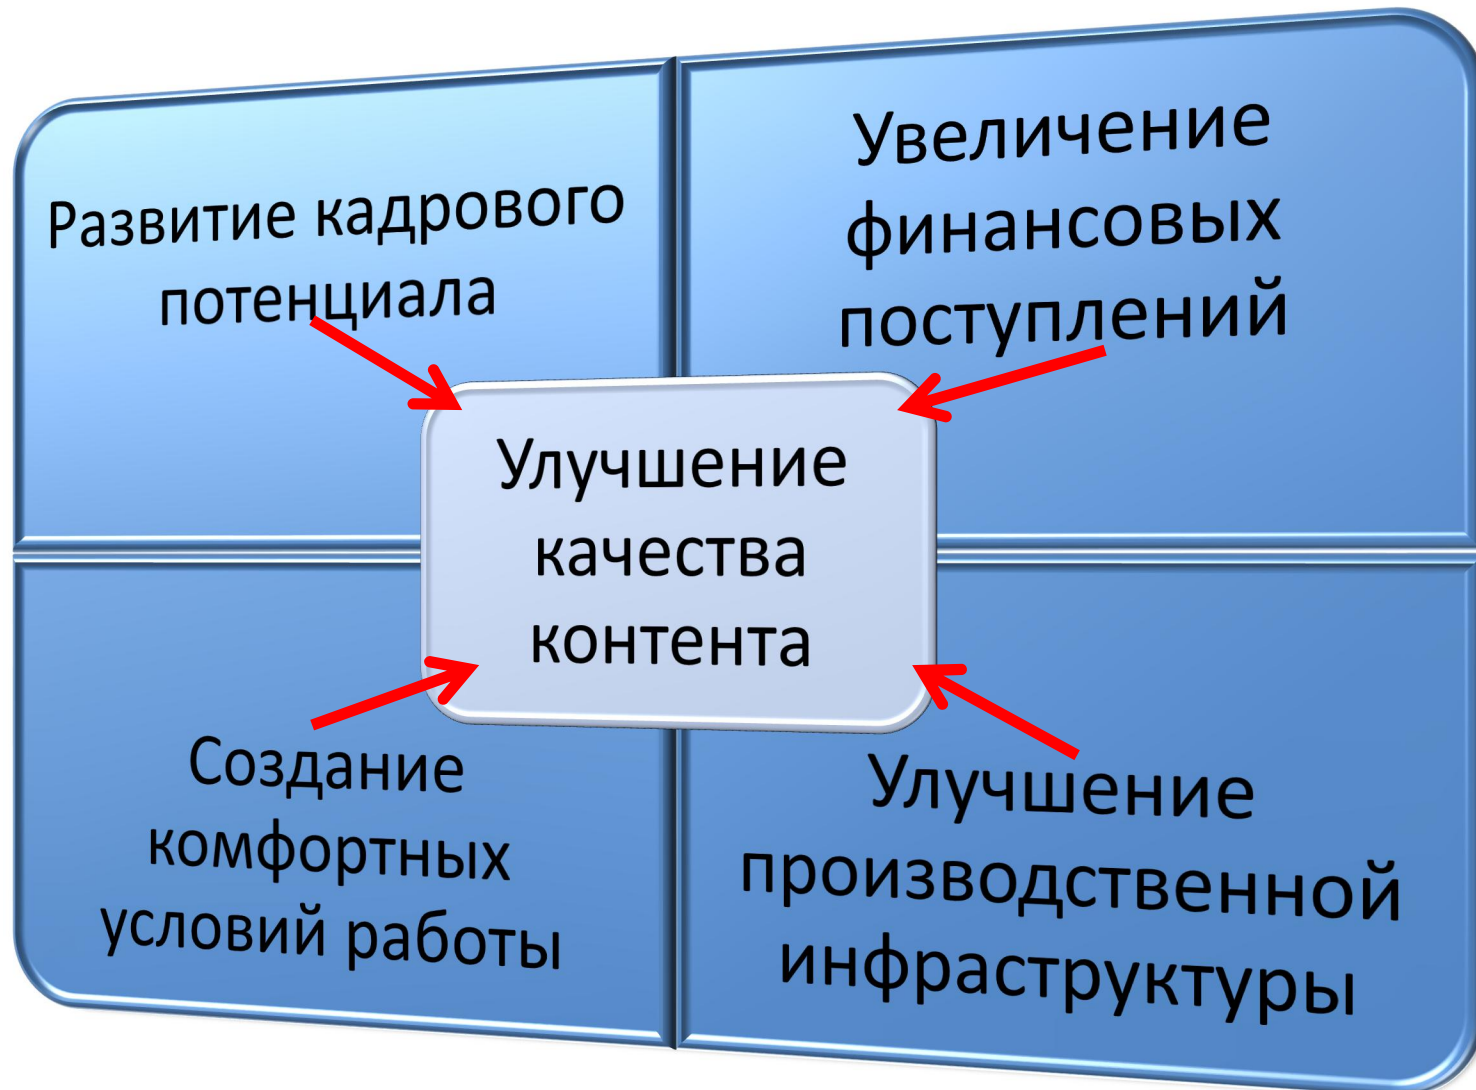 Развитие кадрового
потенциала
Увеличение
финансовых
поступлений
Улучшение
качества
контента
Создание
комфортных
условий работы
Улучшение
производственной
инфраструктуры